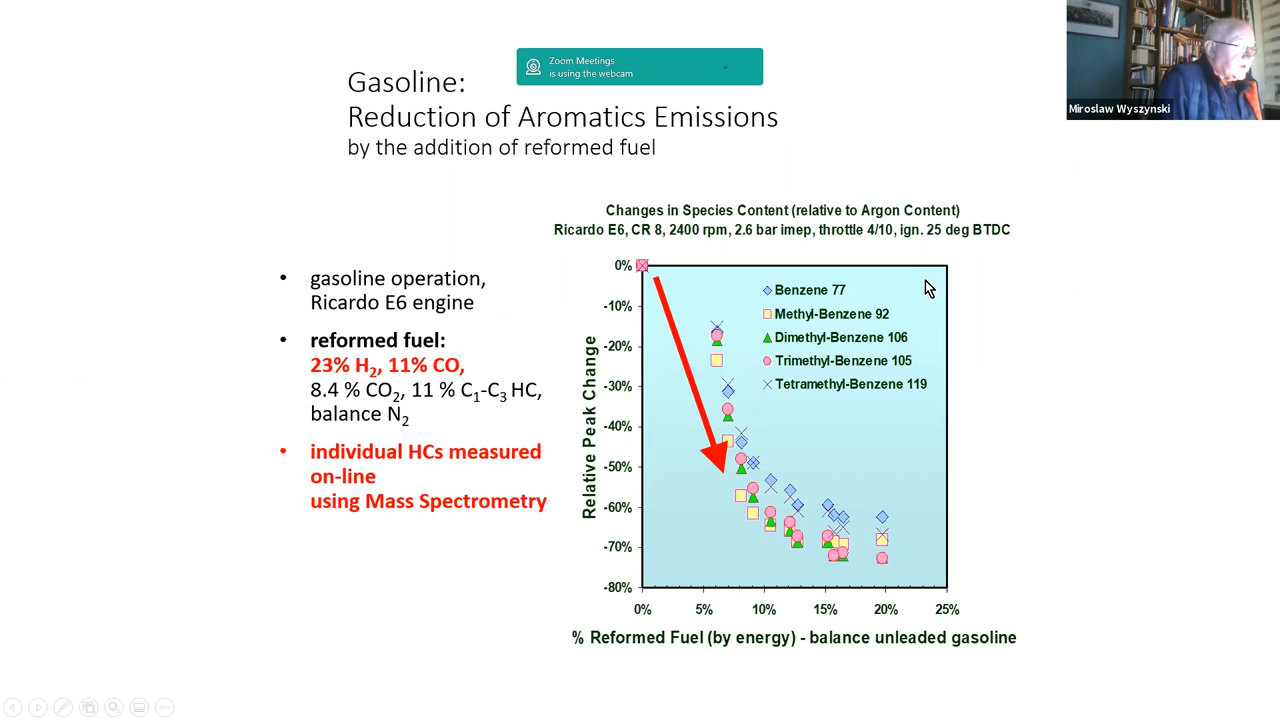 Zoom Meetings
is using the webcam
Miroslaw Wyszynski
Gasoline:
Reduction of Aromatics Emissions
by the addition of reformed fuel
• gasoline operation,
Ricardo E6 engine
• reformed fuel:
23% H₂, 11% CO,
8.4 % CO₂, 11 % C₁-C₃ HC,
balance N₂
• individual HCs measured
on-line
using Mass Spectrometry
Changes in Species Content (relative to Argon Content)
Ricardo E6, CR 8, 2400 rpm, 2.6 bar imep, throttle 4/10, ign. 25 deg BTDC
Relative Peak Change
0%
-10%
-20%
-30%
-40%
-50%
-60%
-70%
-80%
Benzene 77
Methyl-Benzene 92
Dimethyl-Benzene 106
Trimethyl-Benzene 105
Tetramethyl-Benzene 119
0% 5% 10% 15% 20% 25%
% Reformed Fuel (by energy) - balance unleaded gasoline